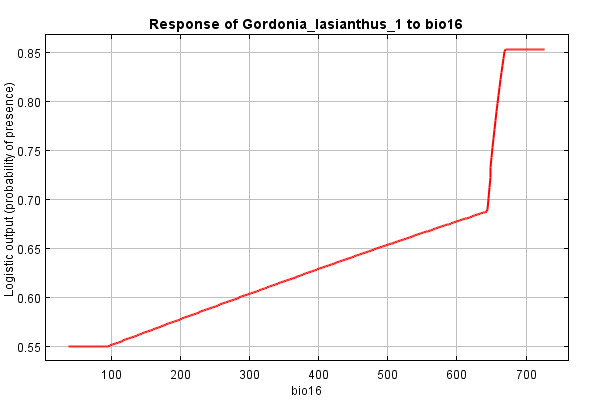 Response of Gordonia_lasianthus_1 to bio16
Logistic output (probability of presence)
0.85
0.80
0.75
0.70
0.65
0.60
0.55
100 200 300 400 500 600 700
bio16